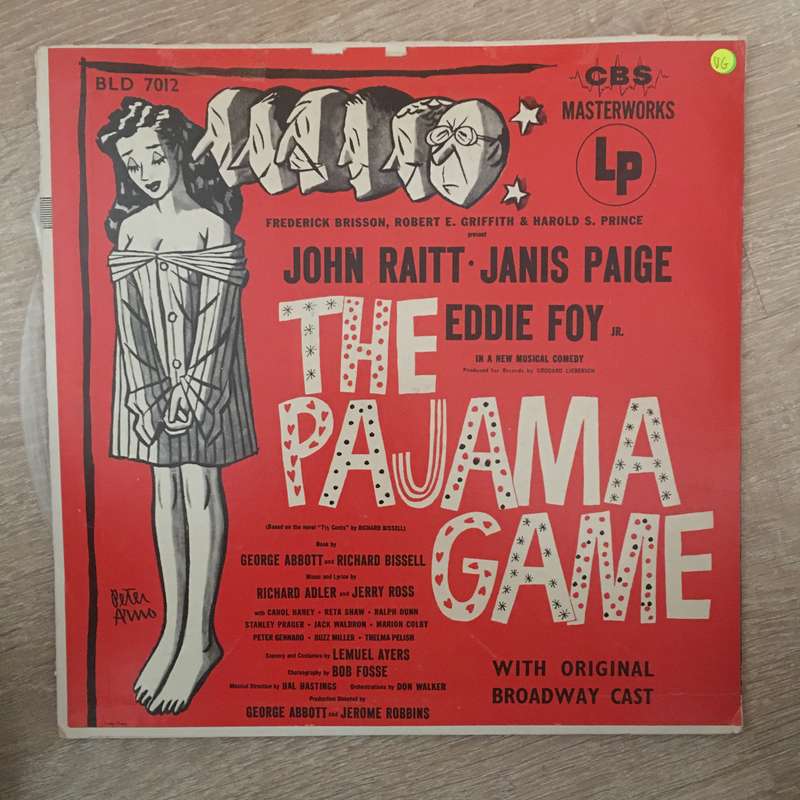 BLD 7012
VG
CBS
MASTERWORKS
LP
FREDERICK BRISSON, ROBERT E. GRIFFITH & HAROLD S. PRINCE
present
JOHN RAITT · JANIS PAIGE
EDDIE FOY JR.
IN A NEW MUSICAL COMEDY
Produced for Records by GODDARD LIEBERSON
THE
PAJAMA
GAME
(Based on the novel "7½ Cents" by RICHARD BISSELL)
Book by
GEORGE ABBOTT and RICHARD BISSELL
Music and Lyrics by
RICHARD ADLER and JERRY ROSS
with CAROL HANEY · RETA SHAW · RALPH DUNN
STANLEY PRAGER · JACK WALDRON · MARION COLBY
PETER GENNARO · BUZZ MILLER · THELMA PELISH
Scenery and Costumes by LEMUEL AYERS
Choreography by BOB FOSSE
Musical Direction by HAL HASTINGS Orchestrations by DON WALKER
Production Directed by
GEORGE ABBOTT and JEROME ROBBINS
WITH ORIGINAL
BROADWAY CAST
Peter
Arno